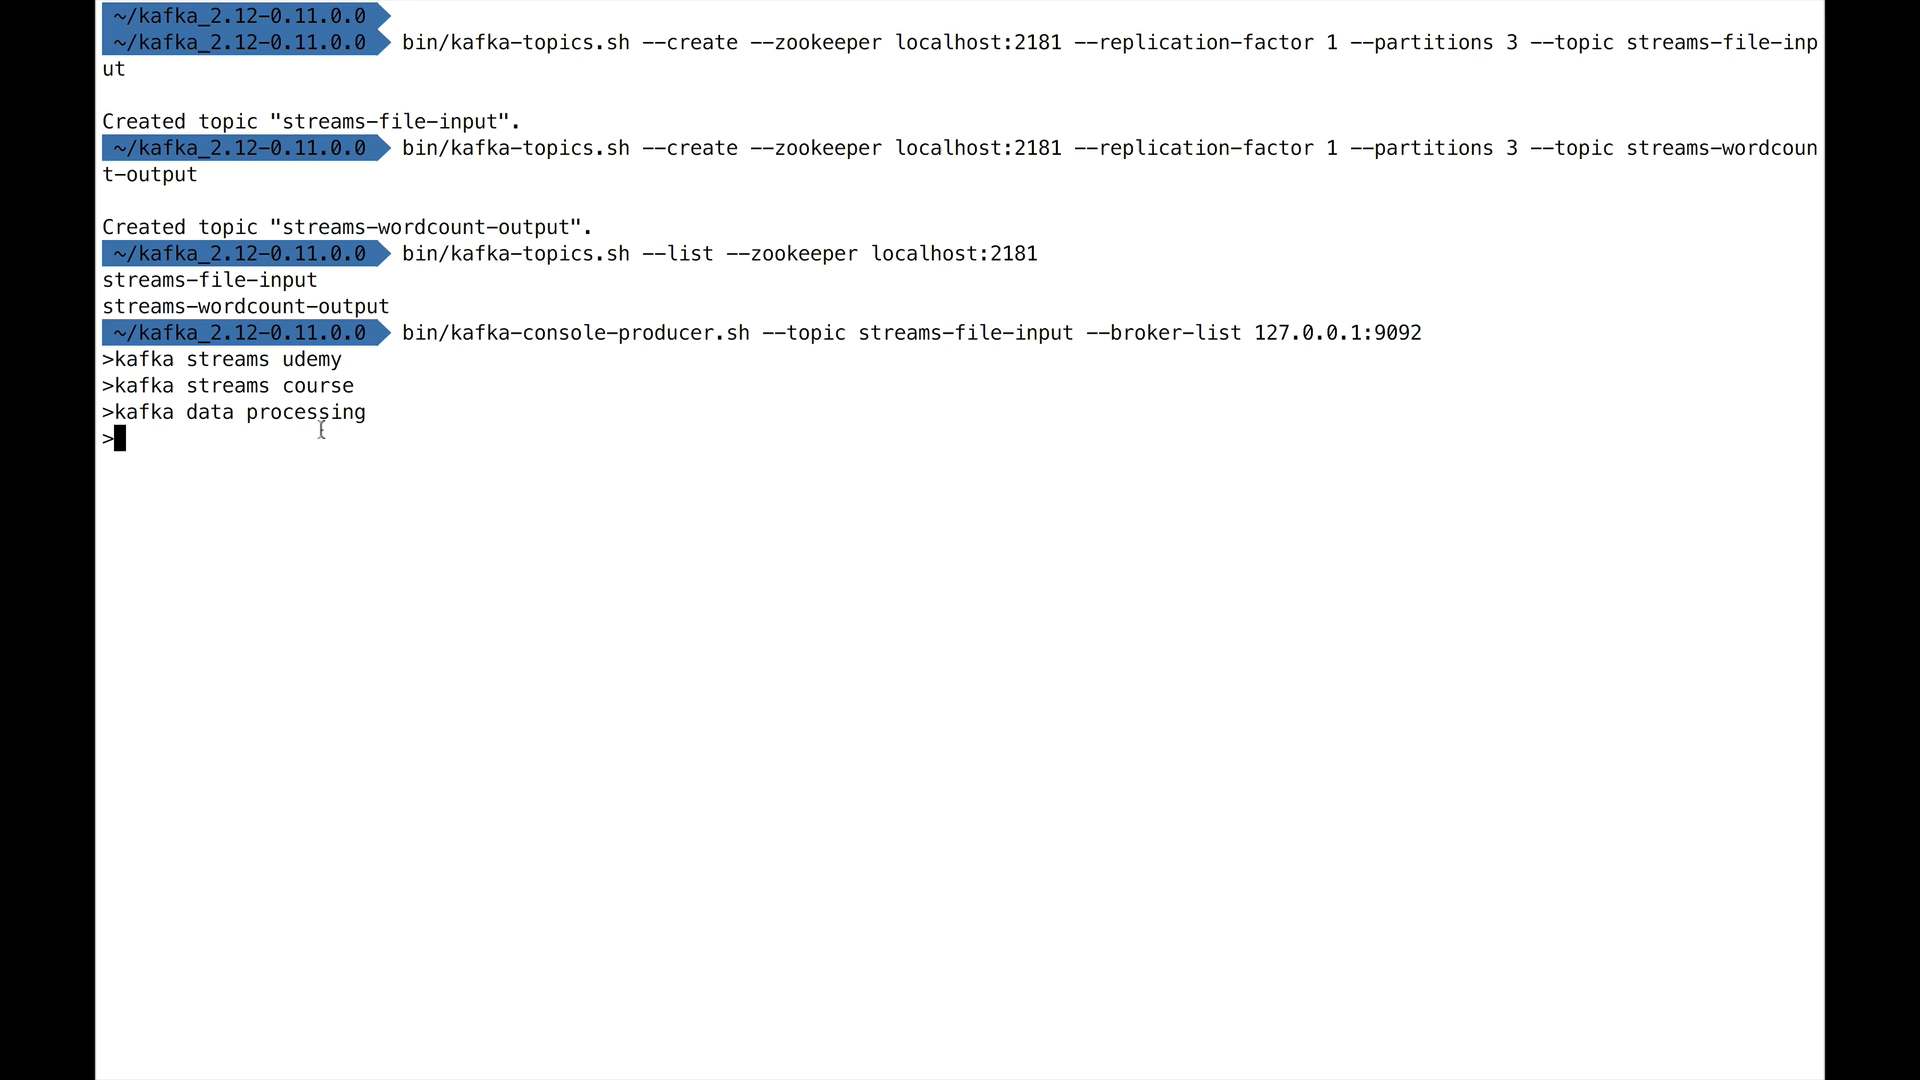 ~/kafka_2.12-0.11.0.0
~/kafka_2.12-0.11.0.0 bin/kafka-topics.sh --create --zookeeper localhost:2181 --replication-factor 1 --partitions 3 --topic streams-file-inp
ut
Created topic "streams-file-input".
~/kafka_2.12-0.11.0.0 bin/kafka-topics.sh --create --zookeeper localhost:2181 --replication-factor 1 --partitions 3 --topic streams-wordcoun
t-output
Created topic "streams-wordcount-output".
~/kafka_2.12-0.11.0.0 bin/kafka-topics.sh --list --zookeeper localhost:2181
streams-file-input
streams-wordcount-output
~/kafka_2.12-0.11.0.0 bin/kafka-console-producer.sh --topic streams-file-input --broker-list 127.0.0.1:9092
>kafka streams udemy
>kafka streams course
>kafka data processing
>